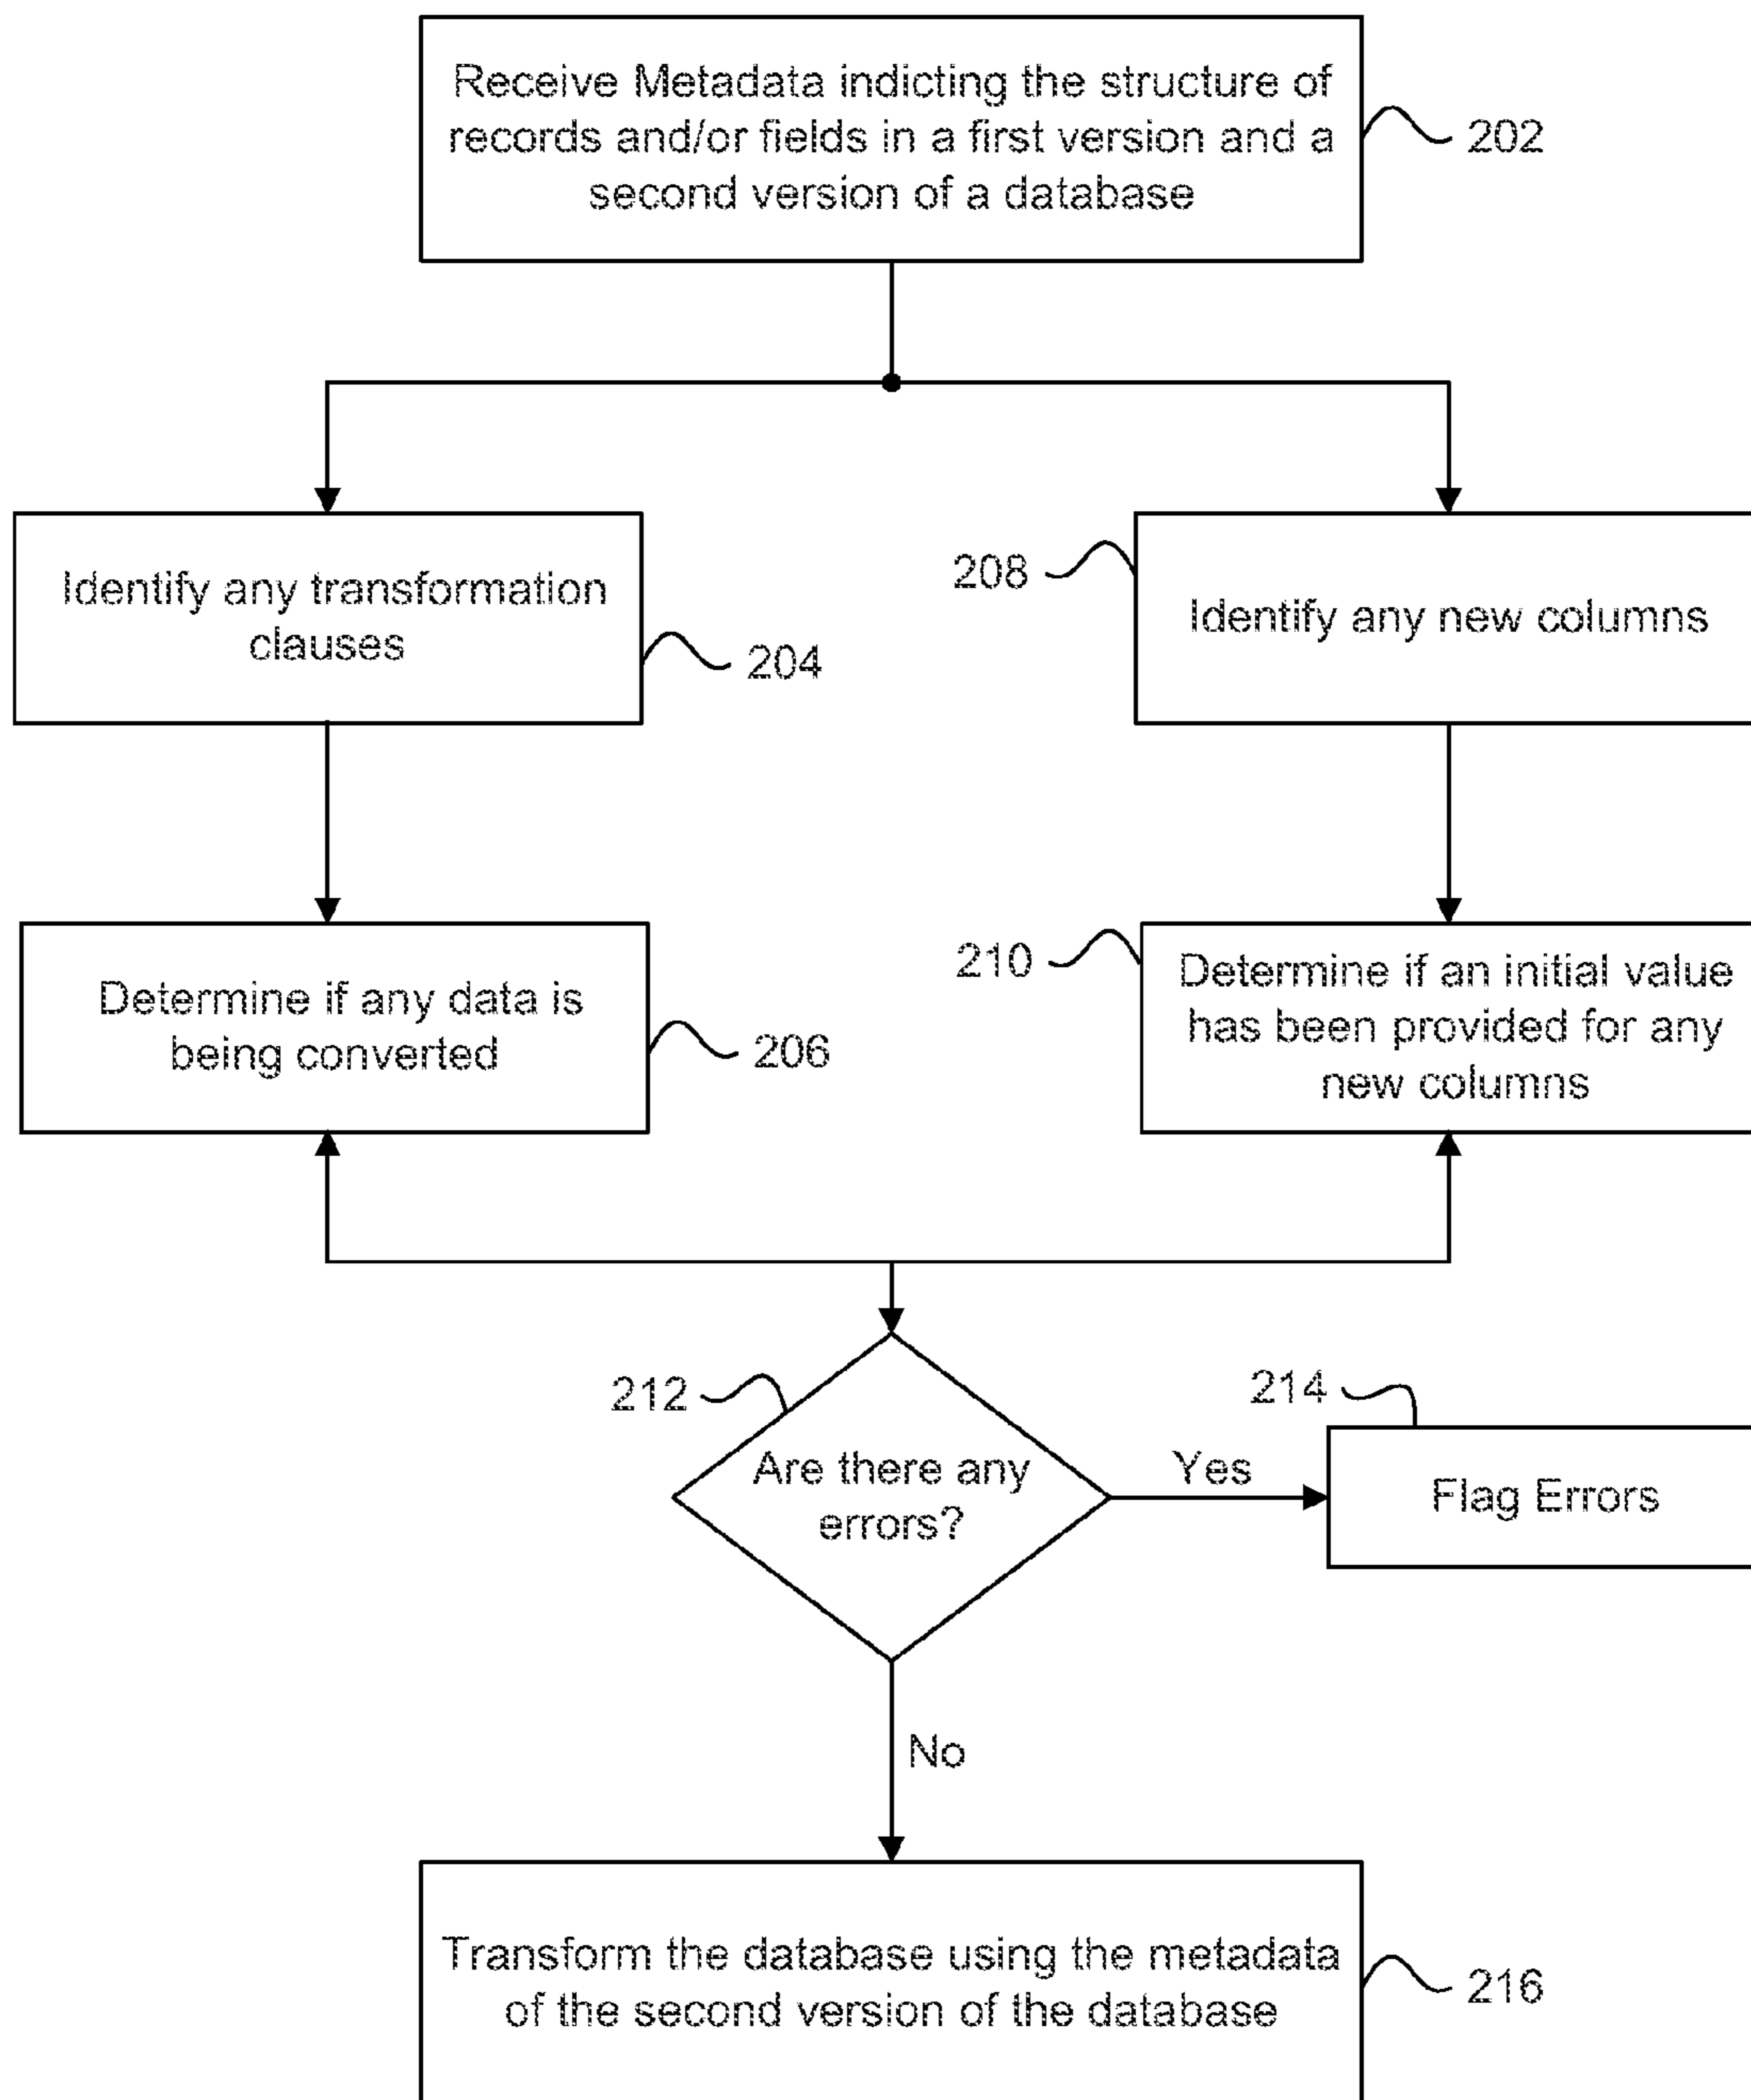 Receive Metadata indicting the structure of
records and/or fields in a first version and a
second version of a database
202
Identify any transformation
clauses
204
208
Identify any new columns
Determine if any data is
being converted
206
210
Determine if an initial value
has been provided for any
new columns
212
Are there any
errors?
Yes
214
Flag Errors
No
Transform the database using the metadata
of the second version of the database
216